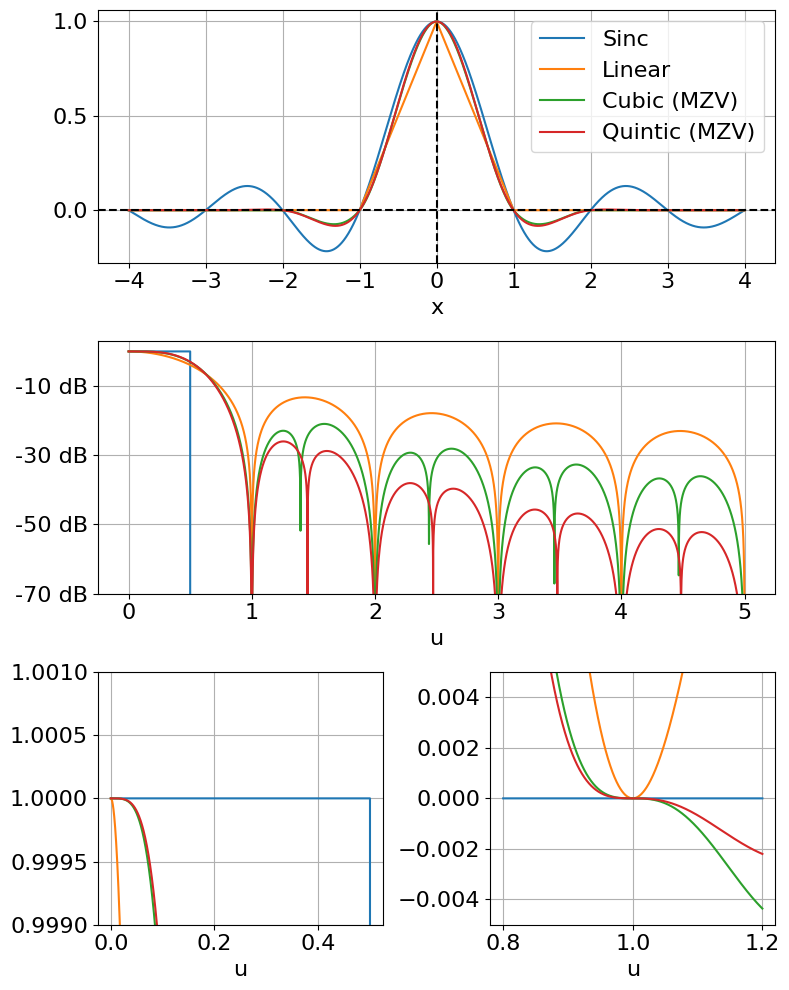 1.0
0.5
0.0
Sinc
Linear
Cubic (MZV)
Quintic (MZV)
−4 −3 −2 −1 0 1 2 3 4
x
-10 dB
-30 dB
-50 dB
-70 dB
0 1 2 3 4 5
u
1.0010
1.0005
1.0000
0.9995
0.9990
0.0 0.2 0.4
u
0.004
0.002
0.000
−0.002
−0.004
0.8 1.0 1.2
u